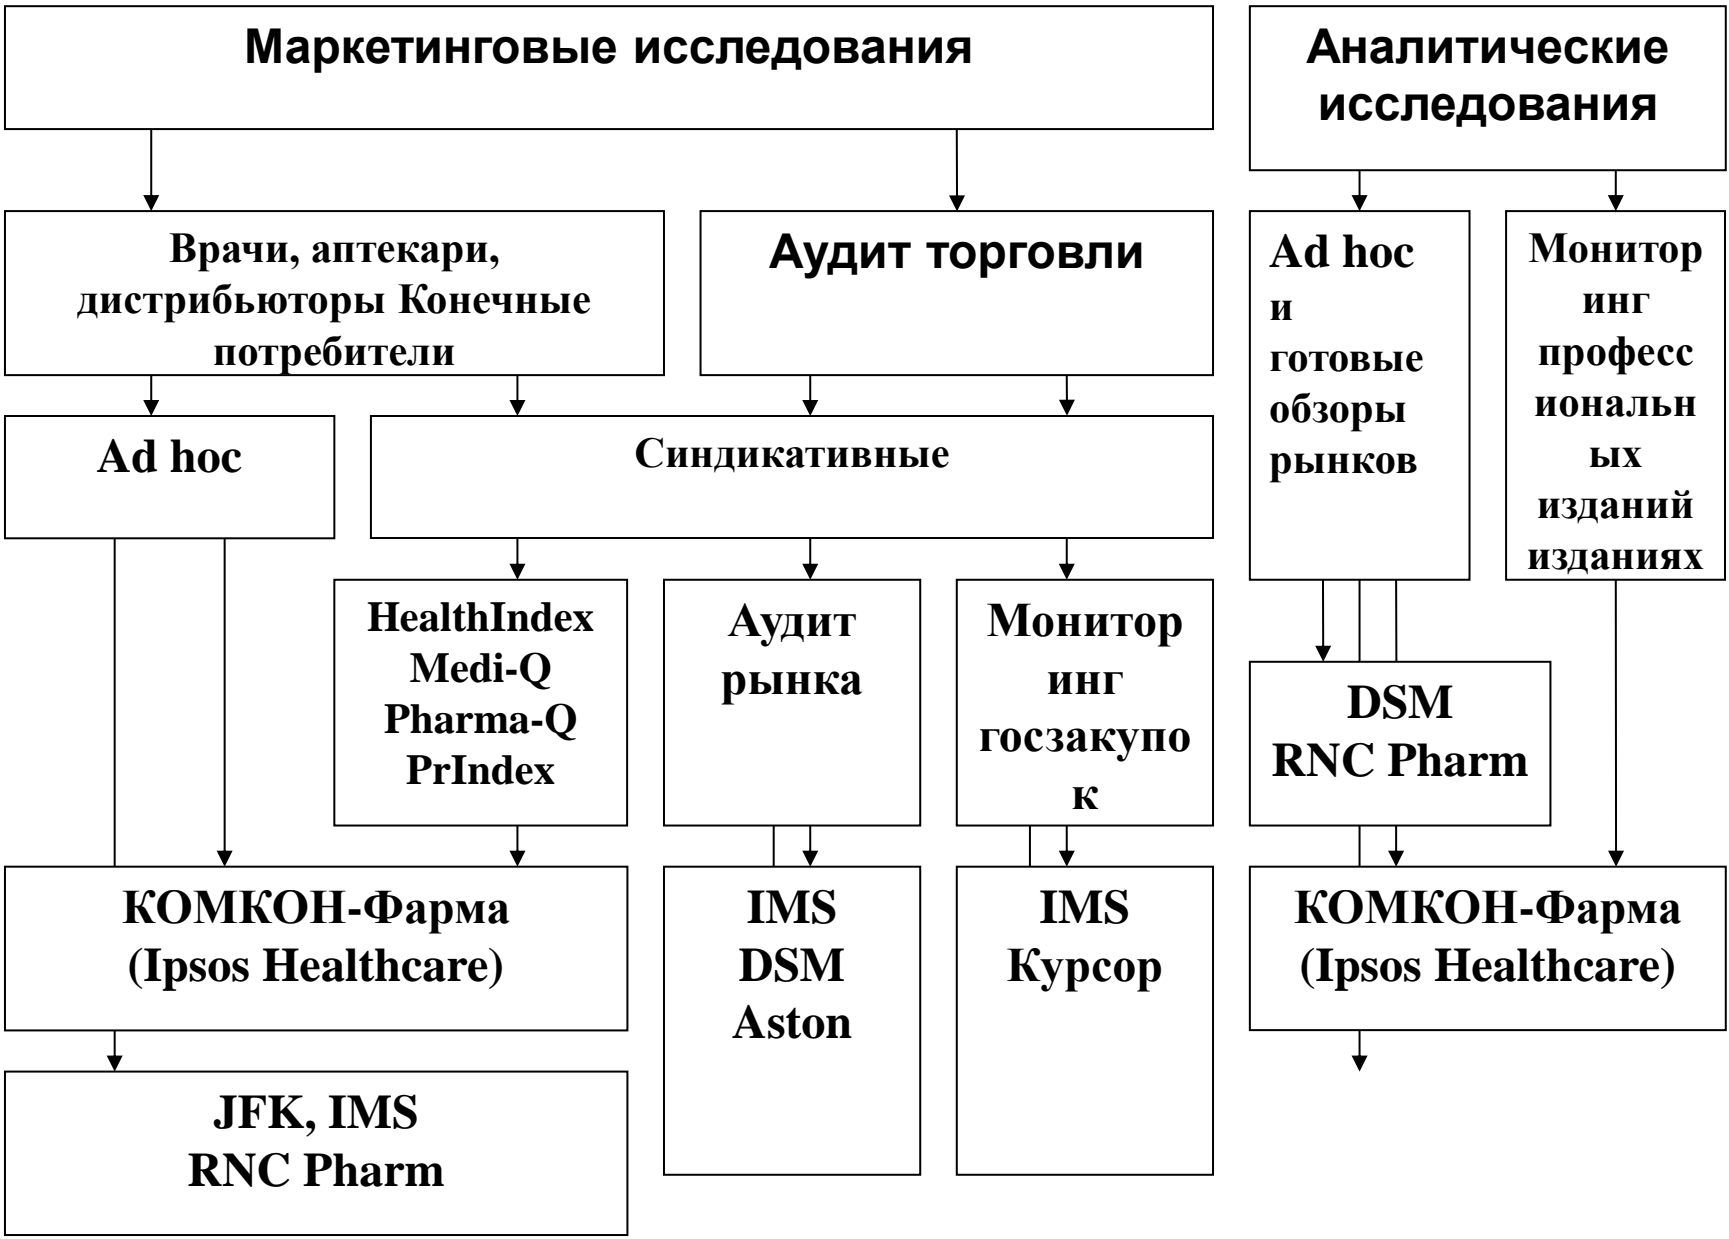 Маркетинговые исследования
Аналитические
исследования
Врачи, аптекари,
дистрибьюторы Конечные
потребители
Аудит торговли
Ad hoc
и
готовые
обзоры
рынков
Монитор
инг
професс
иональн
ых
изданий
изданиях
Ad hoc
Синдикативные
HealthIndex
Medi-Q
Pharma-Q
PrIndex
Аудит
рынка
Монитор
инг
госзакупо
к
DSM
RNC Pharm
КОМКОН-Фарма
(Ipsos Healthcare)
IMS
DSM
Aston
IMS
Курсор
КОМКОН-Фарма
(Ipsos Healthcare)
JFK, IMS
RNC Pharm